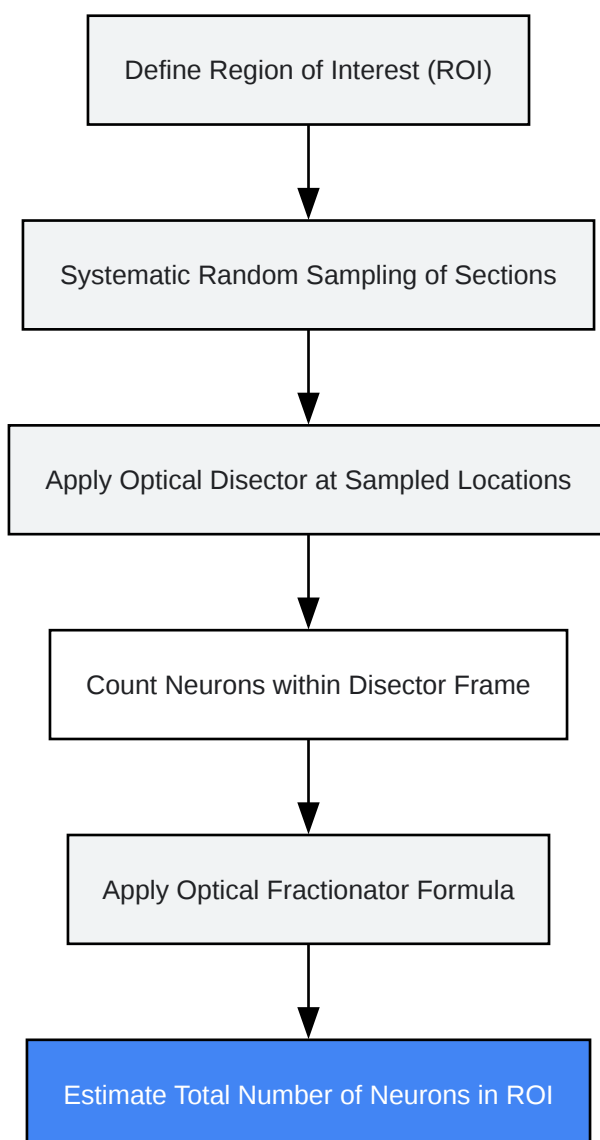 Define Region of Interest (ROI)
Systematic Random Sampling of Sections
Apply Optical Disector at Sampled Locations
Count Neurons within Disector Frame
Apply Optical Fractionator Formula
Estimate Total Number of Neurons in ROI